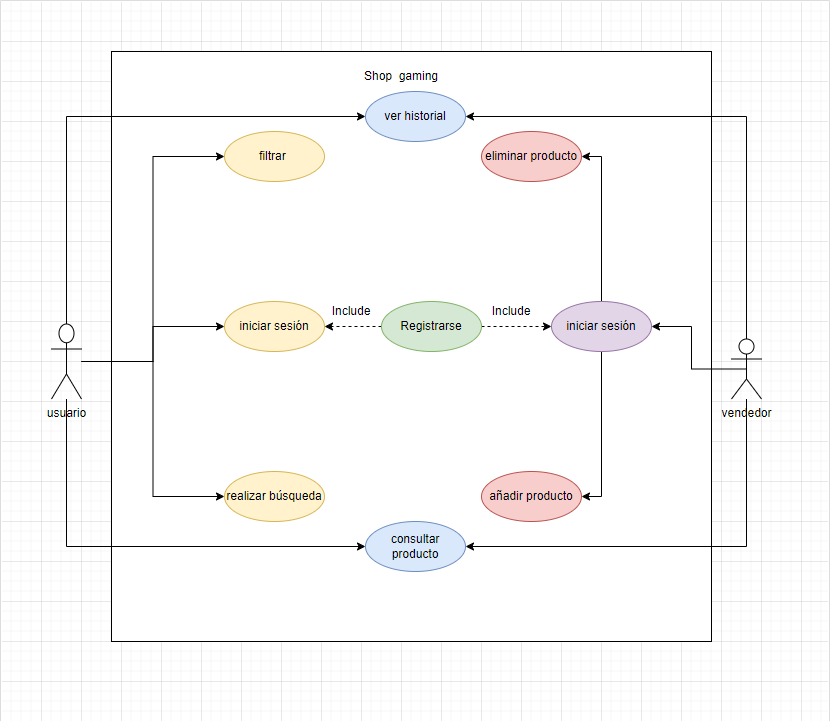 Shop gaming
ver historial
filtrar
eliminar producto
Include
Include
iniciar sesión
Registrarse
iniciar sesión
usuario
vendedor
realizar búsqueda
añadir producto
consultar
producto